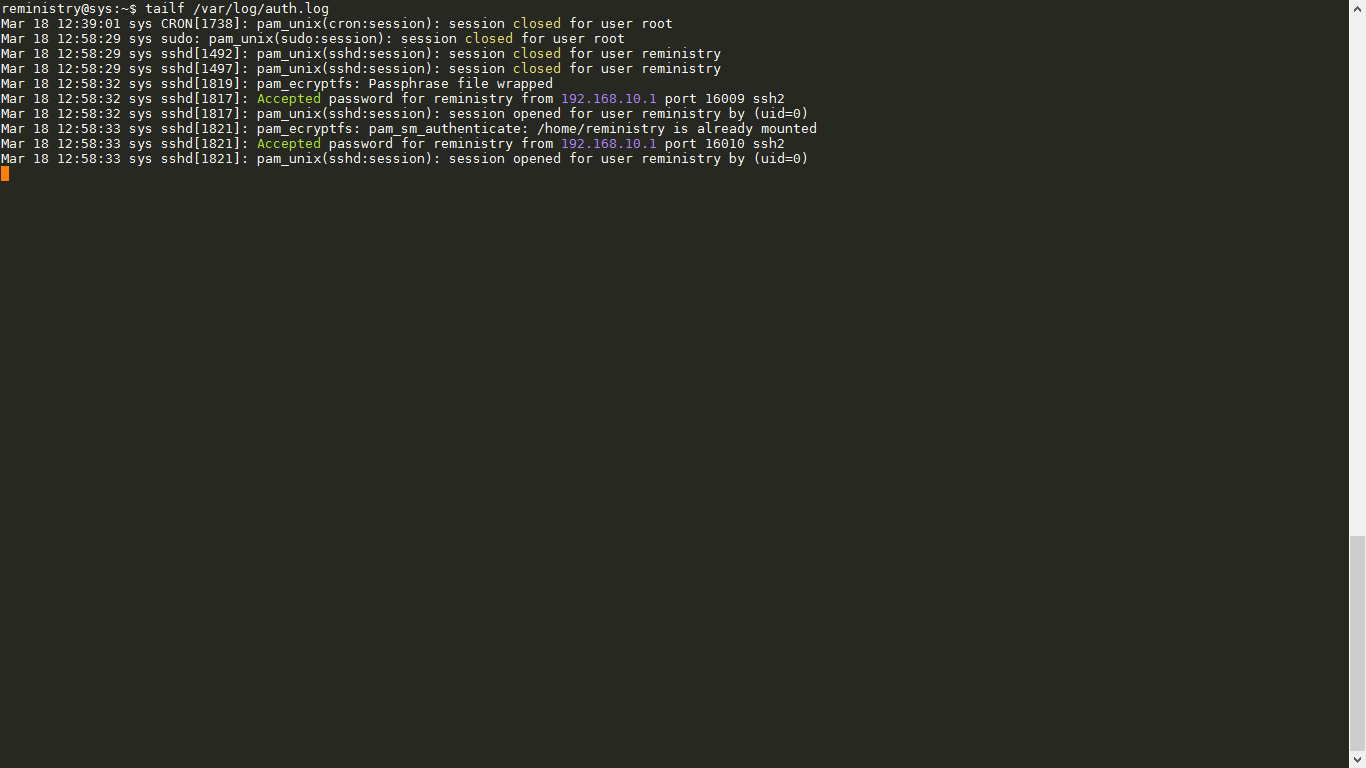 reministry@sys:~$ tailf /var/log/auth.log
Mar 18 12:39:01 sys CRON[1738]: pam_unix(cron:session): session closed for user root
Mar 18 12:58:29 sys sudo: pam_unix(sudo:session): session closed for user root
Mar 18 12:58:29 sys sshd[1492]: pam_unix(sshd:session): session closed for user reministry
Mar 18 12:58:29 sys sshd[1497]: pam_unix(sshd:session): session closed for user reministry
Mar 18 12:58:32 sys sshd[1819]: pam_ecryptfs: Passphrase file wrapped
Mar 18 12:58:32 sys sshd[1817]: Accepted password for reministry from 192.168.10.1 port 16009 ssh2
Mar 18 12:58:32 sys sshd[1817]: pam_unix(sshd:session): session opened for user reministry by (uid=0)
Mar 18 12:58:33 sys sshd[1821]: pam_ecryptfs: pam_sm_authenticate: /home/reministry is already mounted
Mar 18 12:58:33 sys sshd[1821]: Accepted password for reministry from 192.168.10.1 port 16010 ssh2
Mar 18 12:58:33 sys sshd[1821]: pam_unix(sshd:session): session opened for user reministry by (uid=0)